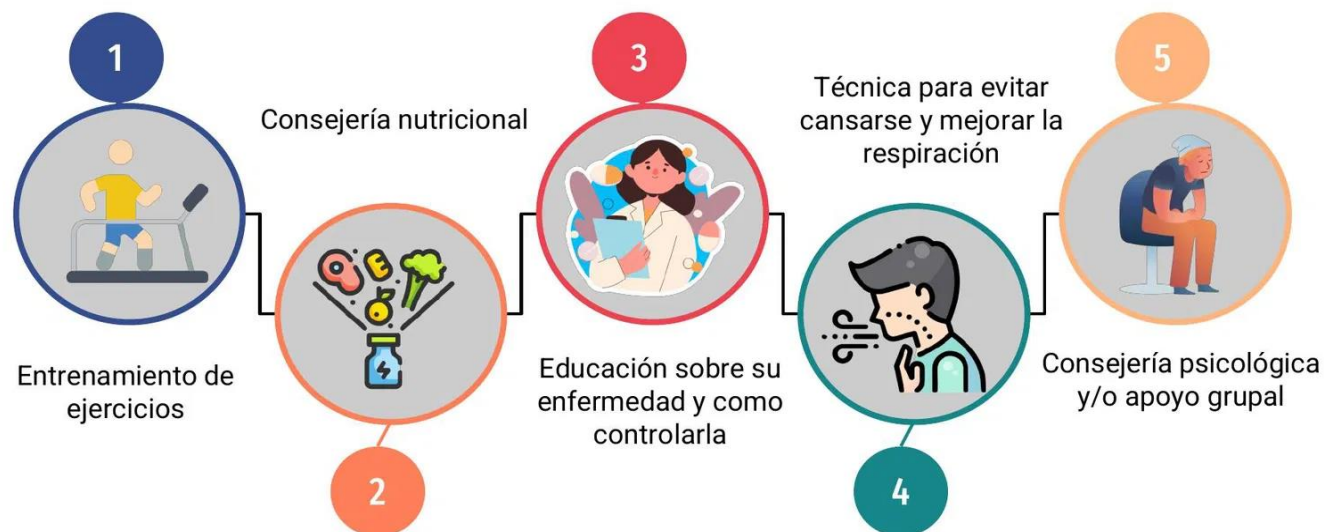 1
Entrenamiento de
ejercicios
Consejería nutricional
2
3
Educación sobre su
enfermedad y como
controlarla
Técnica para evitar
cansarse y mejorar la
respiración
4
5
Consejería psicológica
y/o apoyo grupal